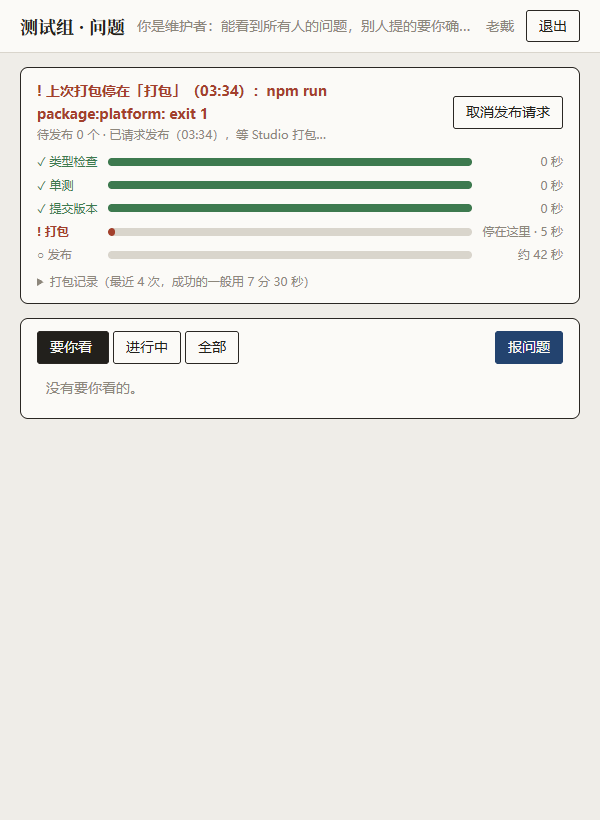 测试组 · 问题 你是维护者：能看到所有人的问题，别人提的要你确... 老戴 退出
! 上次打包停在「打包」（03:34）：npm run
package:platform: exit 1
取消发布请求
待发布 0 个 · 已请求发布（03:34），等 Studio 打包...
✓ 类型检查 0 秒
✓ 单测 0 秒
✓ 提交版本 0 秒
! 打包 停在这里 · 5 秒
○ 发布 约 42 秒
▶ 打包记录（最近 4 次，成功的一般用 7 分 30 秒）
要你看 进行中 全部 报问题
没有要你看的。